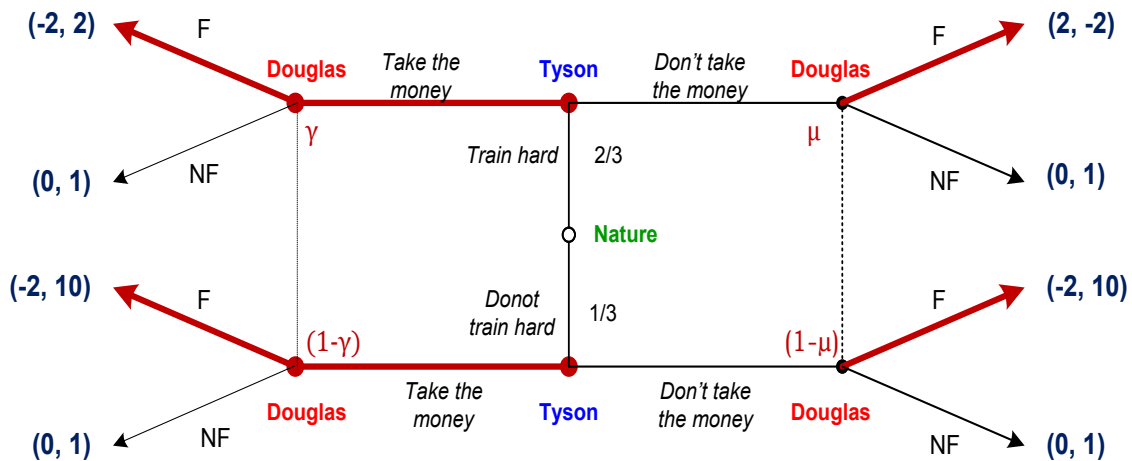 (-2, 2)
F
(2, -2)
F
Douglas
Take the
money
Tyson
Don't take
the money
Douglas
γ
μ
Train hard
2/3
NF
NF
(0, 1)
(0, 1)
Nature
(-2, 10)
F
(-2, 10)
F
Donot
train hard
1/3
(1-γ)
(1-μ)
Douglas
Take the
money
Tyson
Don't take
the money
Douglas
NF
NF
(0, 1)
(0, 1)